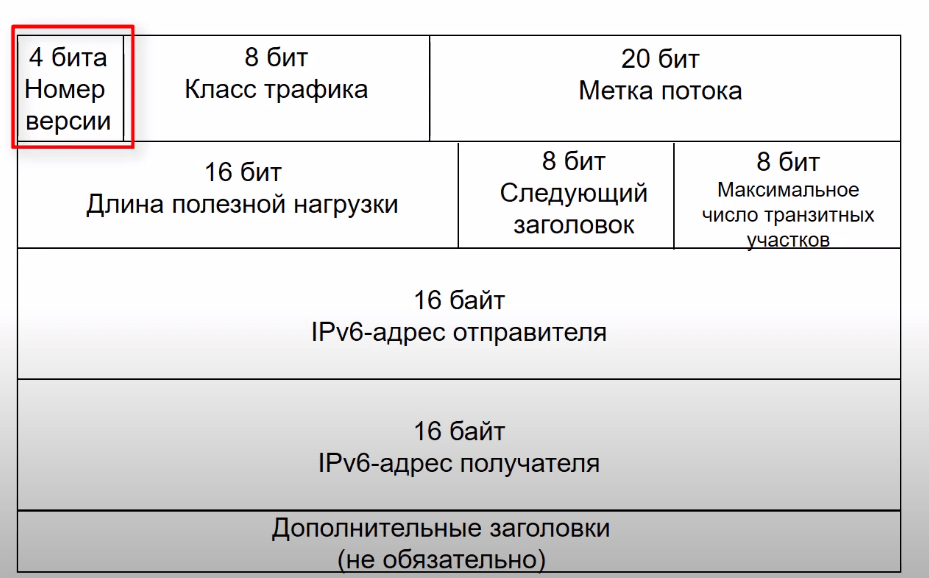 4 бита
Номер
версии
8 бит
Класс трафика
20 бит
Метка потока
16 бит
Длина полезной нагрузки
8 бит
Следующий
заголовок
8 бит
Максимальное
число транзитных
участков
16 байт
IPv6-адрес отправителя
16 байт
IPv6-адрес получателя
Дополнительные заголовки
(не обязательно)